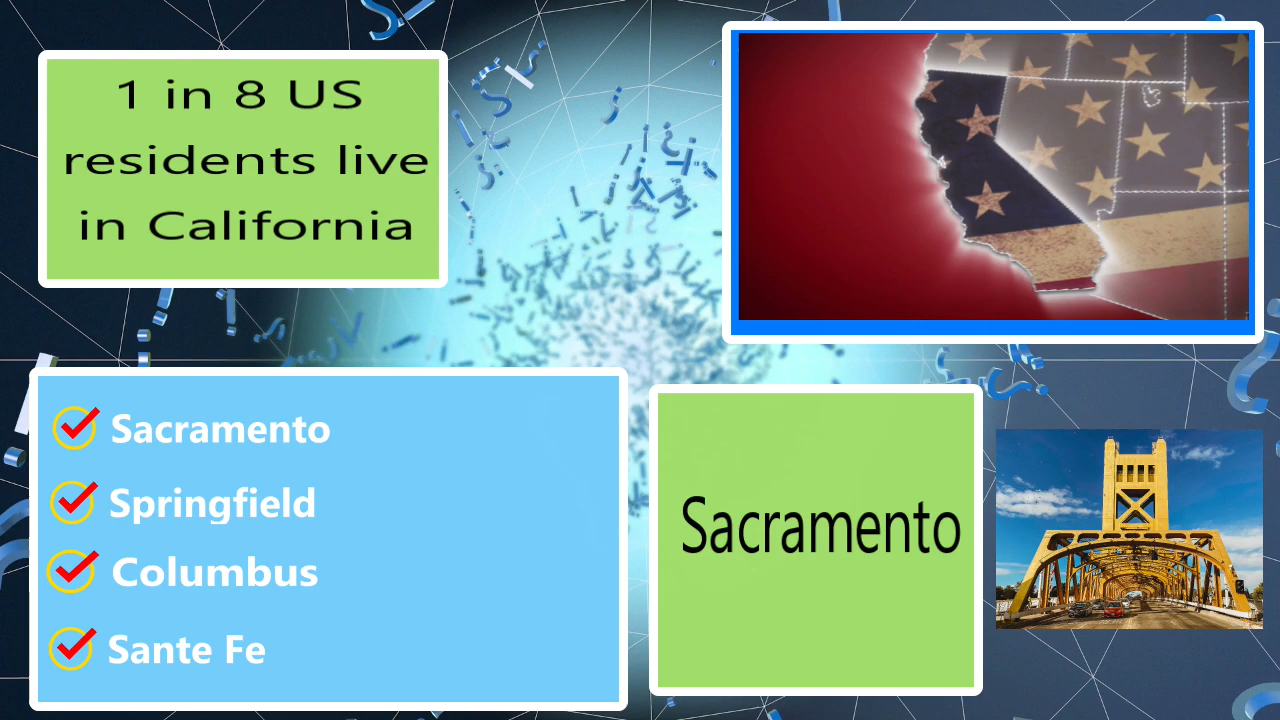 1 in 8 US
residents live
in California
Sacramento
Springfield
Columbus
Sante Fe
Sacramento